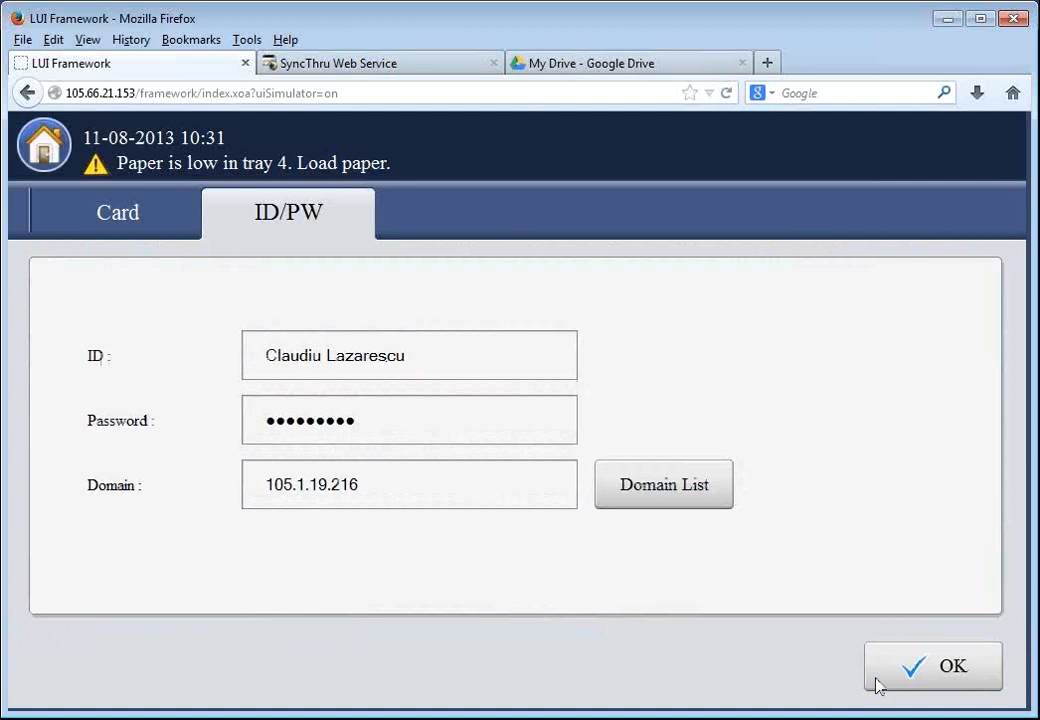 LUI Framework - Mozilla Firefox
File Edit View History Bookmarks Tools Help
LUI Framework SyncThru Web Service My Drive - Google Drive
105.66.21.153/framework/index.xoa?uiSimulator=on Google
11-08-2013 10:31
Paper is low in tray 4. Load paper.
Card ID/PW
ID : Claudiu Lazarescu
Password : •••••••••
Domain : 105.1.19.216 Domain List
OK